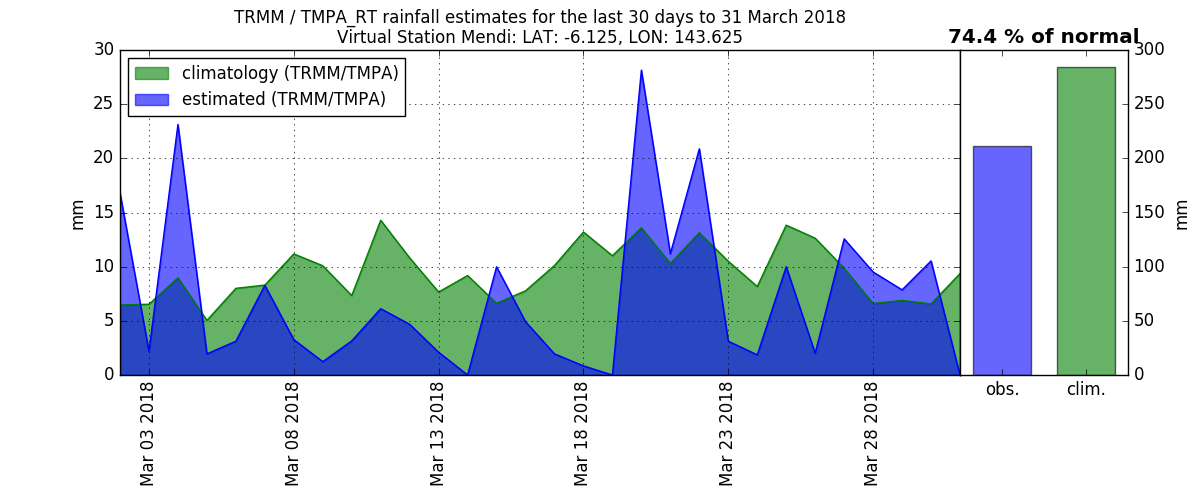 TRMM / TMPA_RT rainfall estimates for the last 30 days to 31 March 2018
Virtual Station Mendi: LAT: -6.125, LON: 143.625
74.4 % of normal
climatology (TRMM/TMPA)
estimated (TRMM/TMPA)
30
25
20
15
10
5
0
mm
300
250
200
150
100
50
0
mm
Mar 03 2018
Mar 08 2018
Mar 13 2018
Mar 18 2018
Mar 23 2018
Mar 28 2018
obs.
clim.